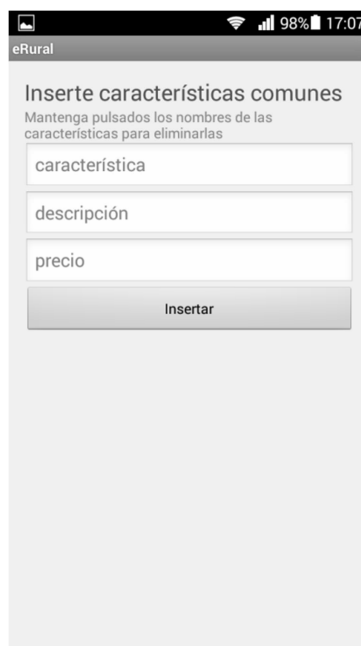 98% 17:07
eRural
Inserte características comunes
Mantenga pulsados los nombres de las
características para eliminarlas
característica
descripción
precio
Insertar